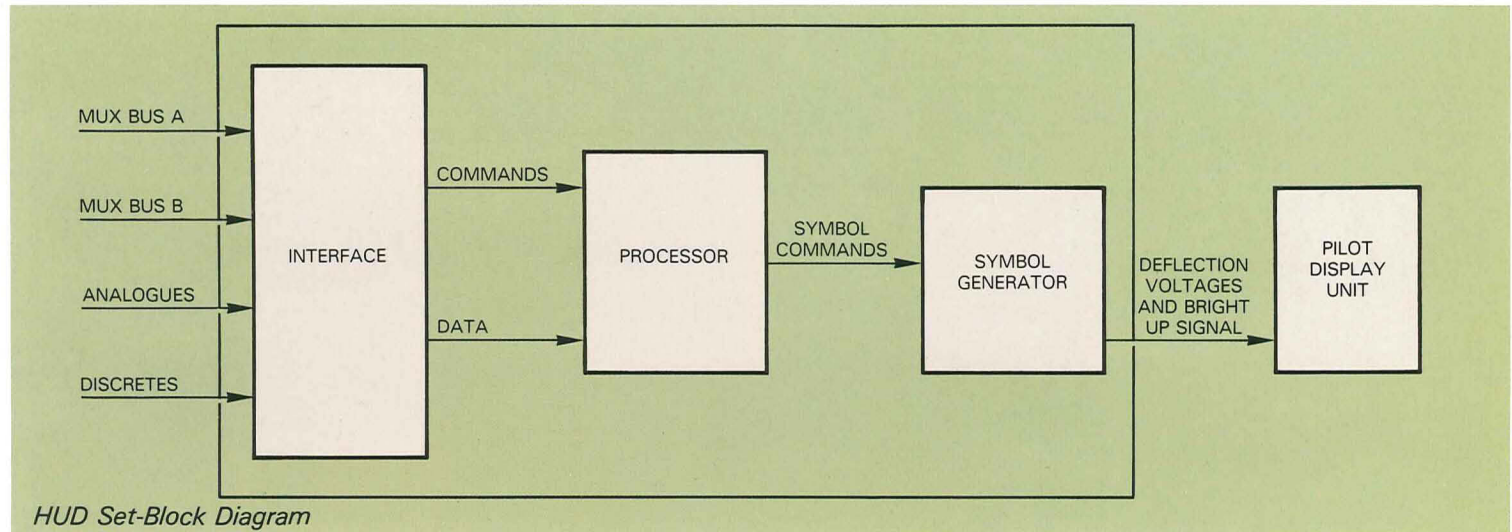 MUX BUS A
MUX BUS B
ANALOGUES
DISCRETES
INTERFACE
COMMANDS
DATA
PROCESSOR
SYMBOL
COMMANDS
SYMBOL
GENERATOR
DEFLECTION
VOLTAGES
AND BRIGHT
UP SIGNAL
PILOT
DISPLAY
UNIT
HUD Set-Block Diagram